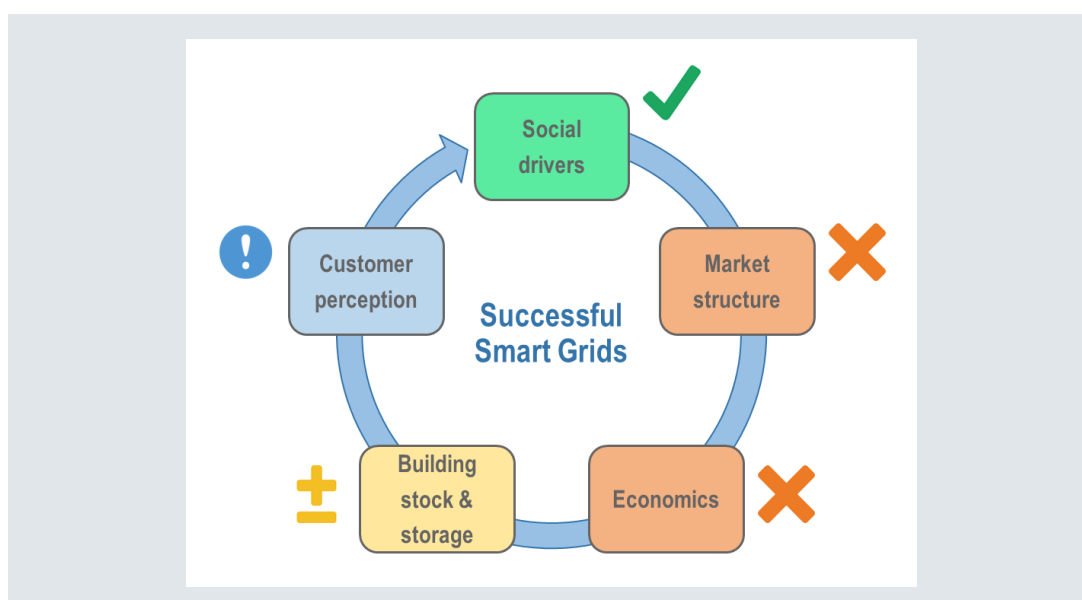 Social
drivers
Market
structure
Economics
Building
stock &
storage
Customer
perception
Successful
Smart Grids